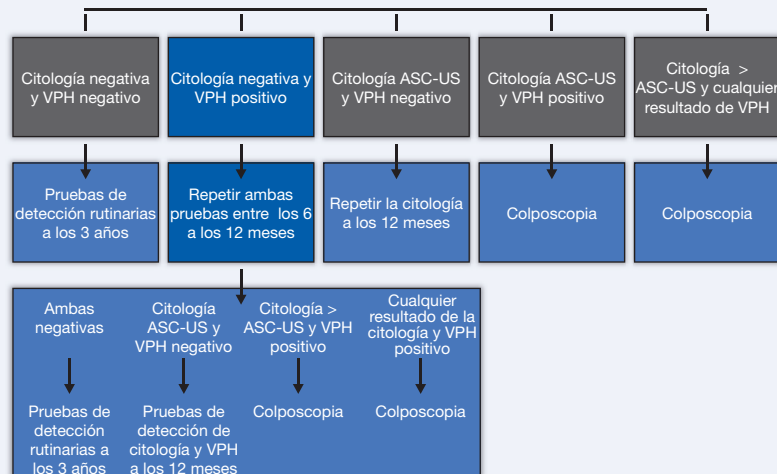 Citología negativa
y VPH negativo
Citología negativa y
VPH positivo
Citología ASC-US
y VPH negativo
Citología ASC-US
y VPH positivo
Citología >
ASC-US y cualquier
resultado de VPH
Pruebas de
detección rutinarias
a los 3 años
Repetir ambas
pruebas entre los 6
a los 12 meses
Repetir la citología
a los 12 meses
Colposcopia
Colposcopia
Ambas
negativas
Citología
ASC-US y
VPH negativo
Citología >
ASC-US y VPH
positivo
Cualquier
resultado de la
citología y VPH
positivo
Pruebas de
detección
rutinarias a
los 3 años
Pruebas de
detección de
citología y VPH
a los 12 meses
Colposcopia
Colposcopia